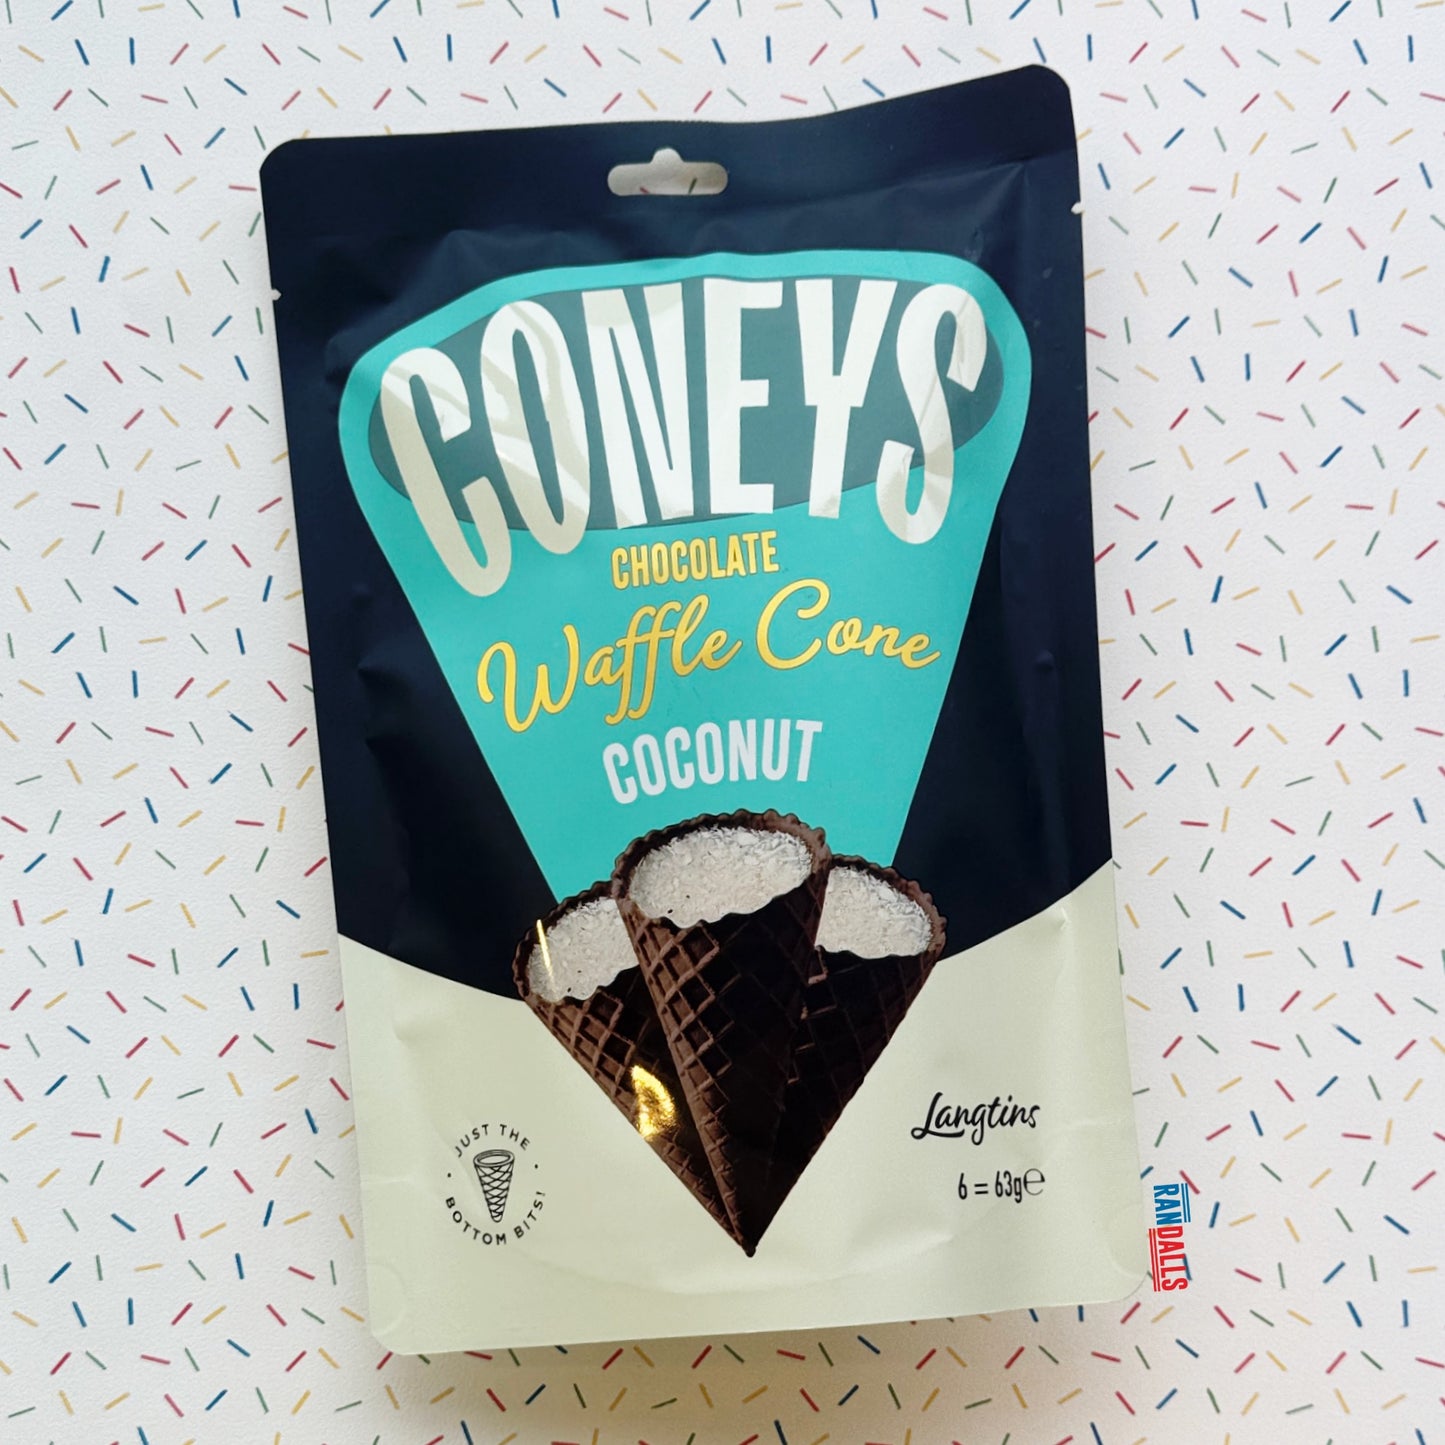 CONEYS
CHOCOLATE
Waffle Cone
COCONUT
JUST THE
BOTTOM BITS!
Langtins
6 = 63g℮
RANDALLS